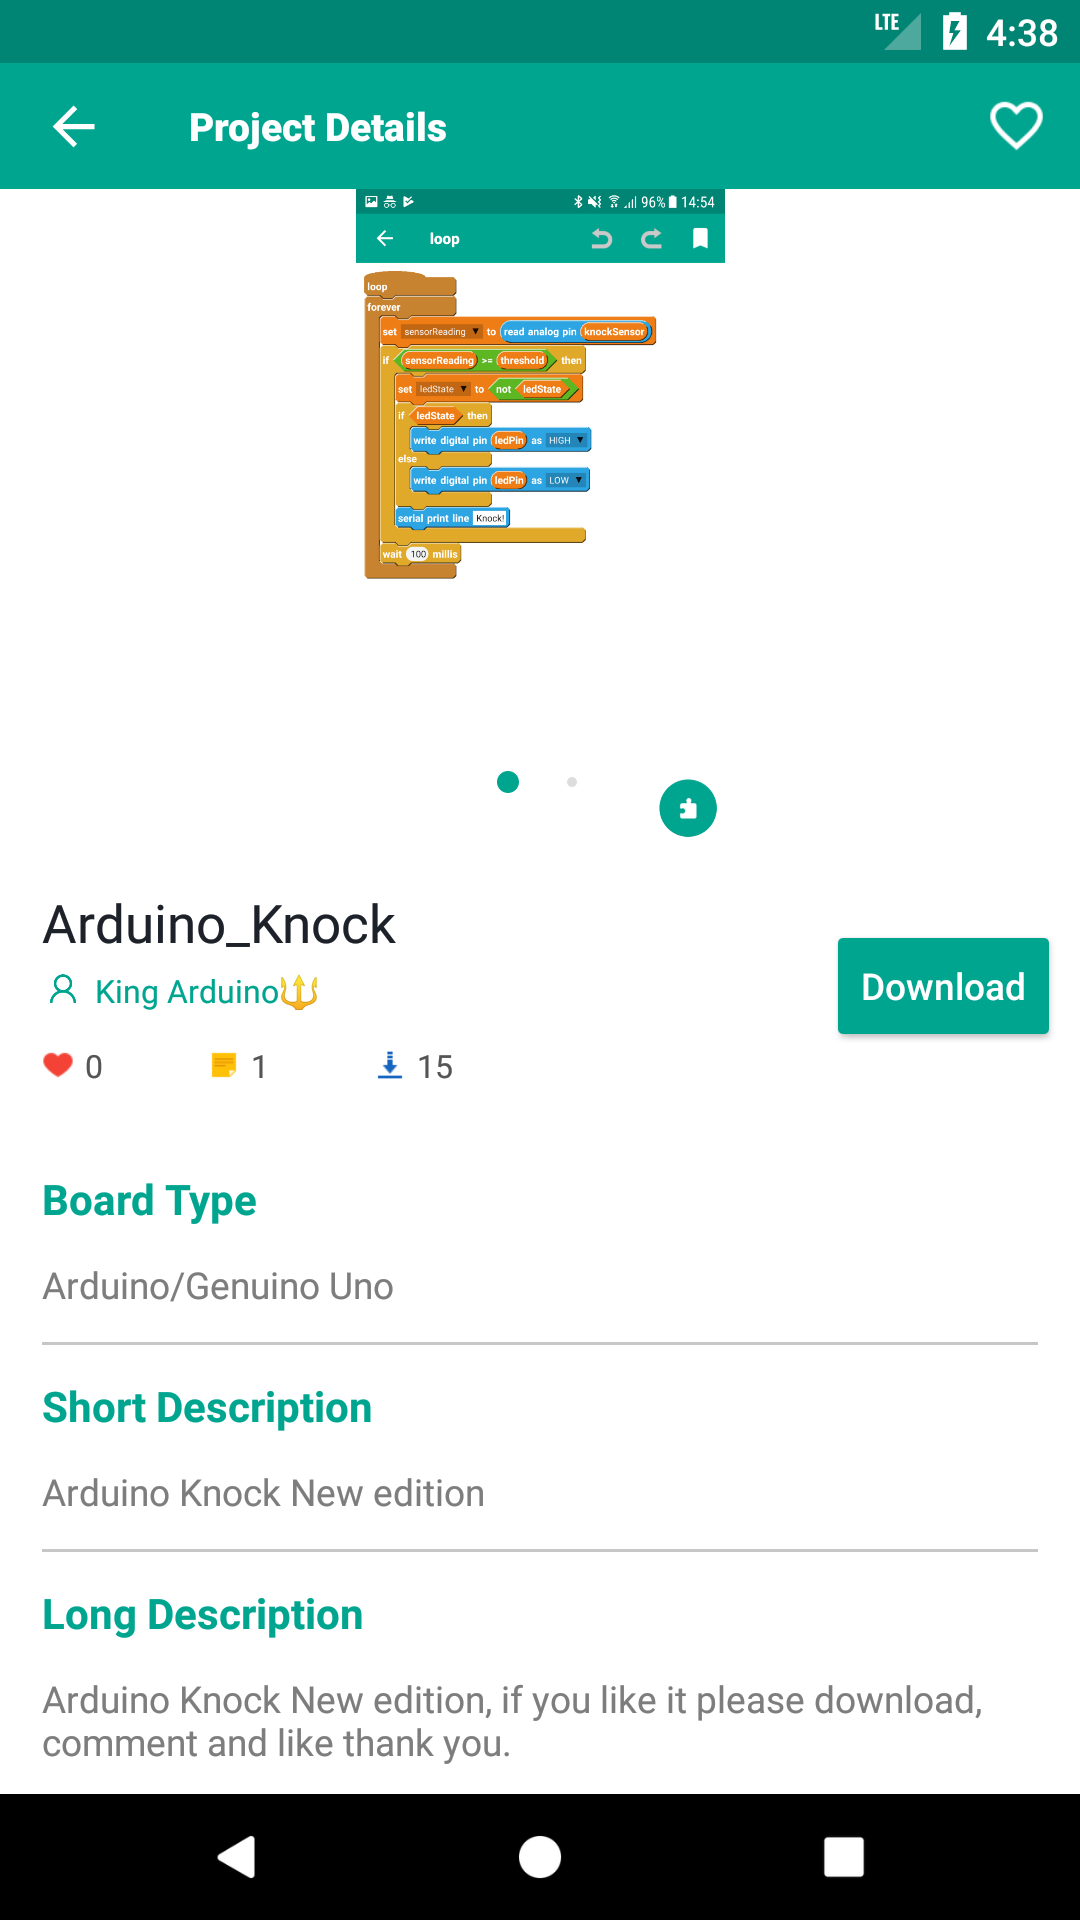 LTE 4:38
Project Details
96% 14:54
loop
loop
forever
set sensorReading ▼ to read analog pin knockSensor
if sensorReading >= threshold then
set ledState ▼ to not ledState
if ledState then
write digital pin ledPin as HIGH ▼
else
write digital pin ledPin as LOW ▼
serial print line Knock!
wait 100 millis
Arduino_Knock
King Arduino🔱
Download
0 1 15
Board Type
Arduino/Genuino Uno
Short Description
Arduino Knock New edition
Long Description
Arduino Knock New edition, if you like it please download,
comment and like thank you.